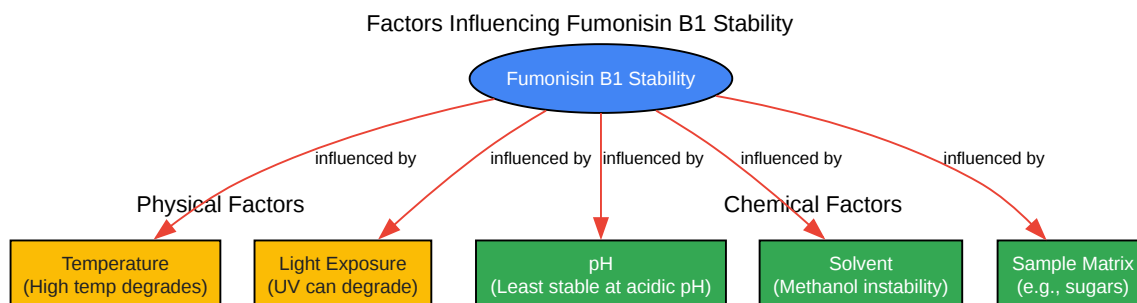 Factors Influencing Fumonisin B1 Stability
Fumonisin B1 Stability
influenced by
influenced by
influenced by
influenced by
influenced by
Physical Factors
Chemical Factors
Temperature
(High temp degrades)
Light Exposure
(UV can degrade)
pH
(Least stable at acidic pH)
Solvent
(Methanol instability)
Sample Matrix
(e.g., sugars)